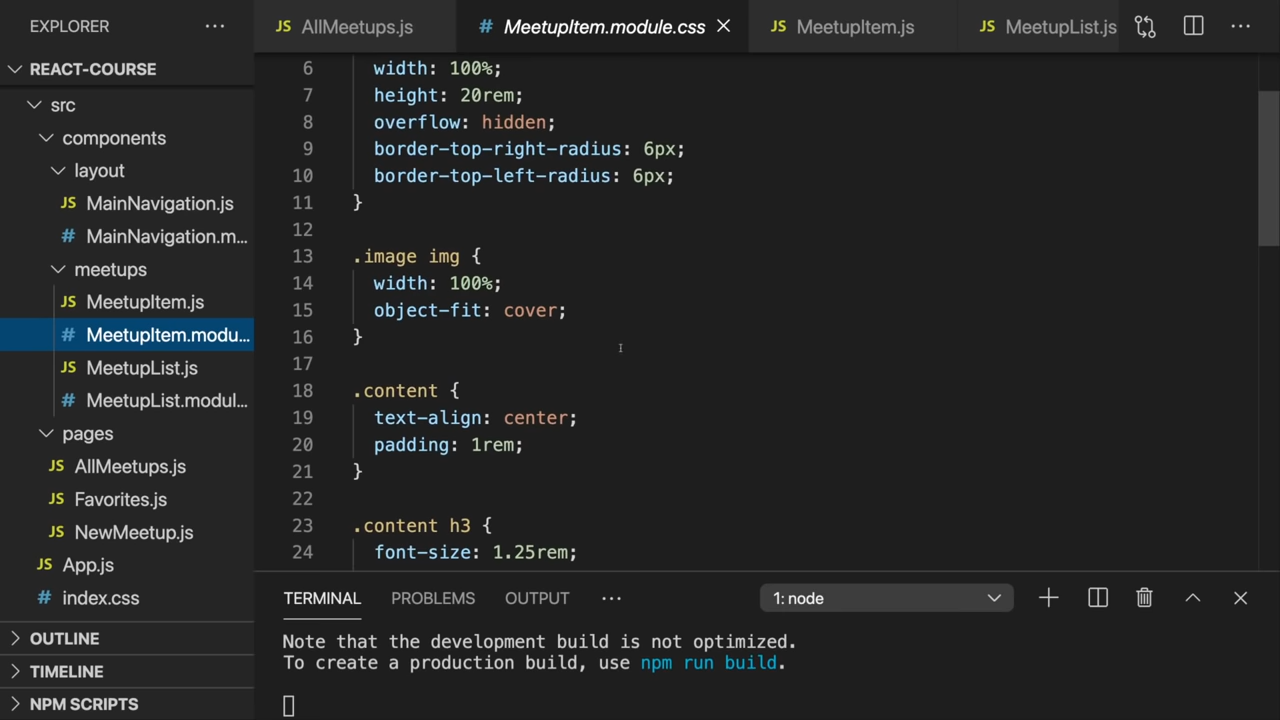 EXPLORER
REACT-COURSE
src
components
layout
JS MainNavigation.js
# MainNavigation.m...
meetups
JS MeetupItem.js
# MeetupItem.modu...
JS MeetupList.js
# MeetupList.modul...
pages
JS AllMeetups.js
JS Favorites.js
JS NewMeetup.js
JS App.js
# index.css
OUTLINE
TIMELINE
NPM SCRIPTS
JS AllMeetups.js # MeetupItem.module.css JS MeetupItem.js JS MeetupList.js
6 width: 100%;
7 height: 20rem;
8 overflow: hidden;
9 border-top-right-radius: 6px;
10 border-top-left-radius: 6px;
11 }
12
13 .image img {
14 width: 100%;
15 object-fit: cover;
16 }
17
18 .content {
19 text-align: center;
20 padding: 1rem;
21 }
22
23 .content h3 {
24 font-size: 1.25rem;
TERMINAL PROBLEMS OUTPUT ... 1: node
Note that the development build is not optimized.
To create a production build, use npm run build.